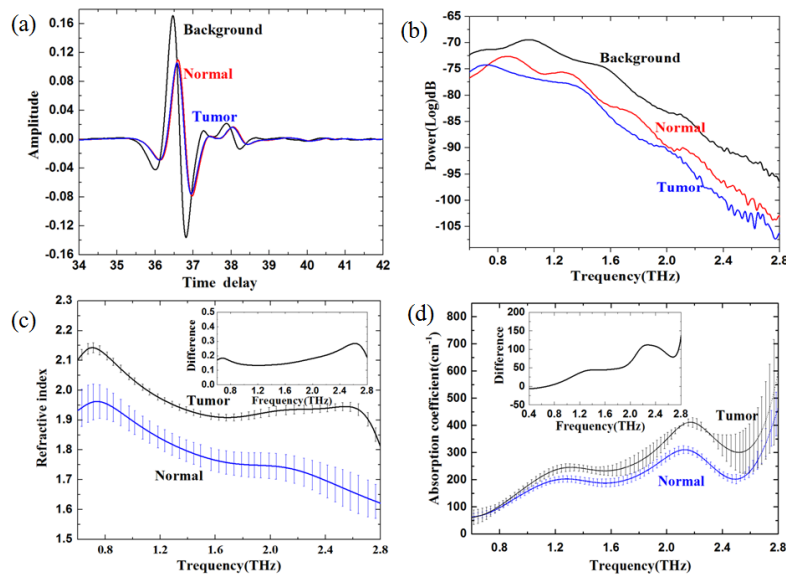 (a)
0.16
0.12
0.08
0.04
0.00
-0.04
-0.08
-0.12
0.16
Amplitude
Background
Normal
Tumor
34 35 36 37 38 39 40 41 42
Time delay
(b)
-65
-70
-75
-80
-85
-90
-95
-100
-105
Power(Log)dB
Background
Normal
Tumor
0.8 1.2 1.6 2.0 2.4 2.8
Trequency(THz)
(c)
2.3
2.2
2.1
2.0
1.9
1.8
1.7
1.6
1.5
Refractive index
0.5
0.4
0.3
0.2
0.1
0.0
Difference
0.8 1.2 1.6 2.0 2.4 2.8
Frequency(THz)
Tumor
Normal
0.8 1.2 1.6 2.0 2.4 2.8
Trequency(THz)
(d)
800
700
600
500
400
300
200
100
0
Absorption coefficient(cm⁻¹)
200
150
100
50
0
-50
Difference
0.4 0.8 1.2 1.6 2.0 2.4 2.8
Frequency(THz)
Tumor
Normal
0.8 1.2 1.6 2.0 2.4 2.8
Trequency(THz)